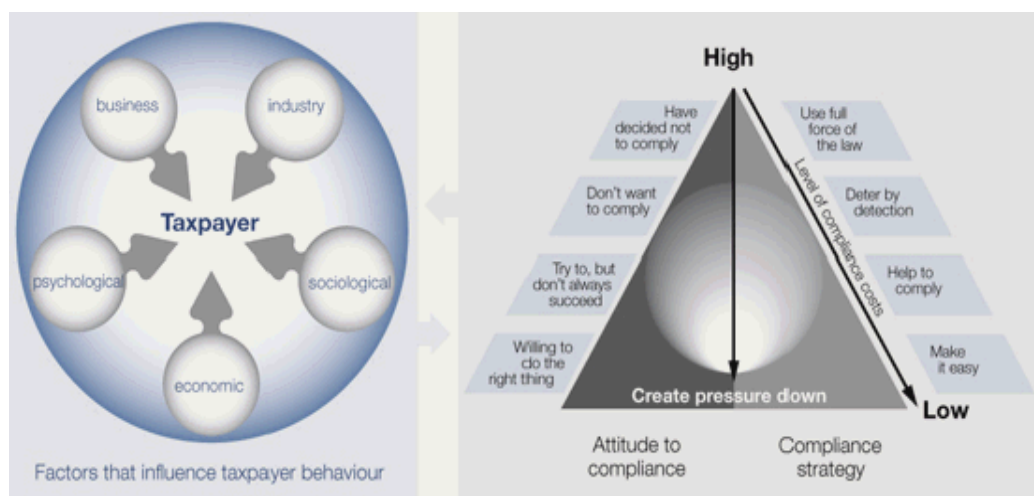 business
industry
Taxpayer
psychological
sociological
economic
Factors that influence taxpayer behaviour
High
Have
decided not
to comply
Use full
force of
the law
Don't want
to comply
Deter by
detection
Level of compliance costs
Try to, but
don't always
succeed
Help to
comply
Willing to
do the
right thing
Make
it easy
Create pressure down
Low
Attitude to
compliance
Compliance
strategy